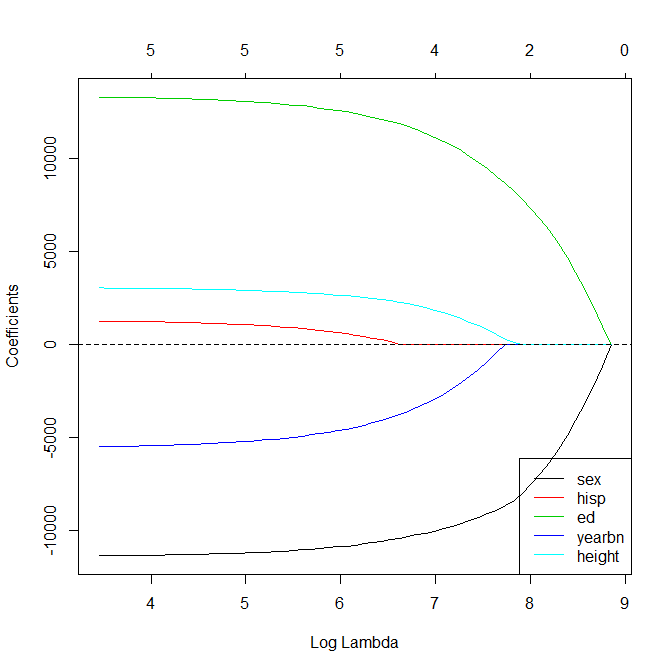 5 5 5 4 2 0
10000
5000
0
-5000
-10000
Coefficients
sex
hisp
ed
yearbn
height
4 5 6 7 8 9
Log Lambda